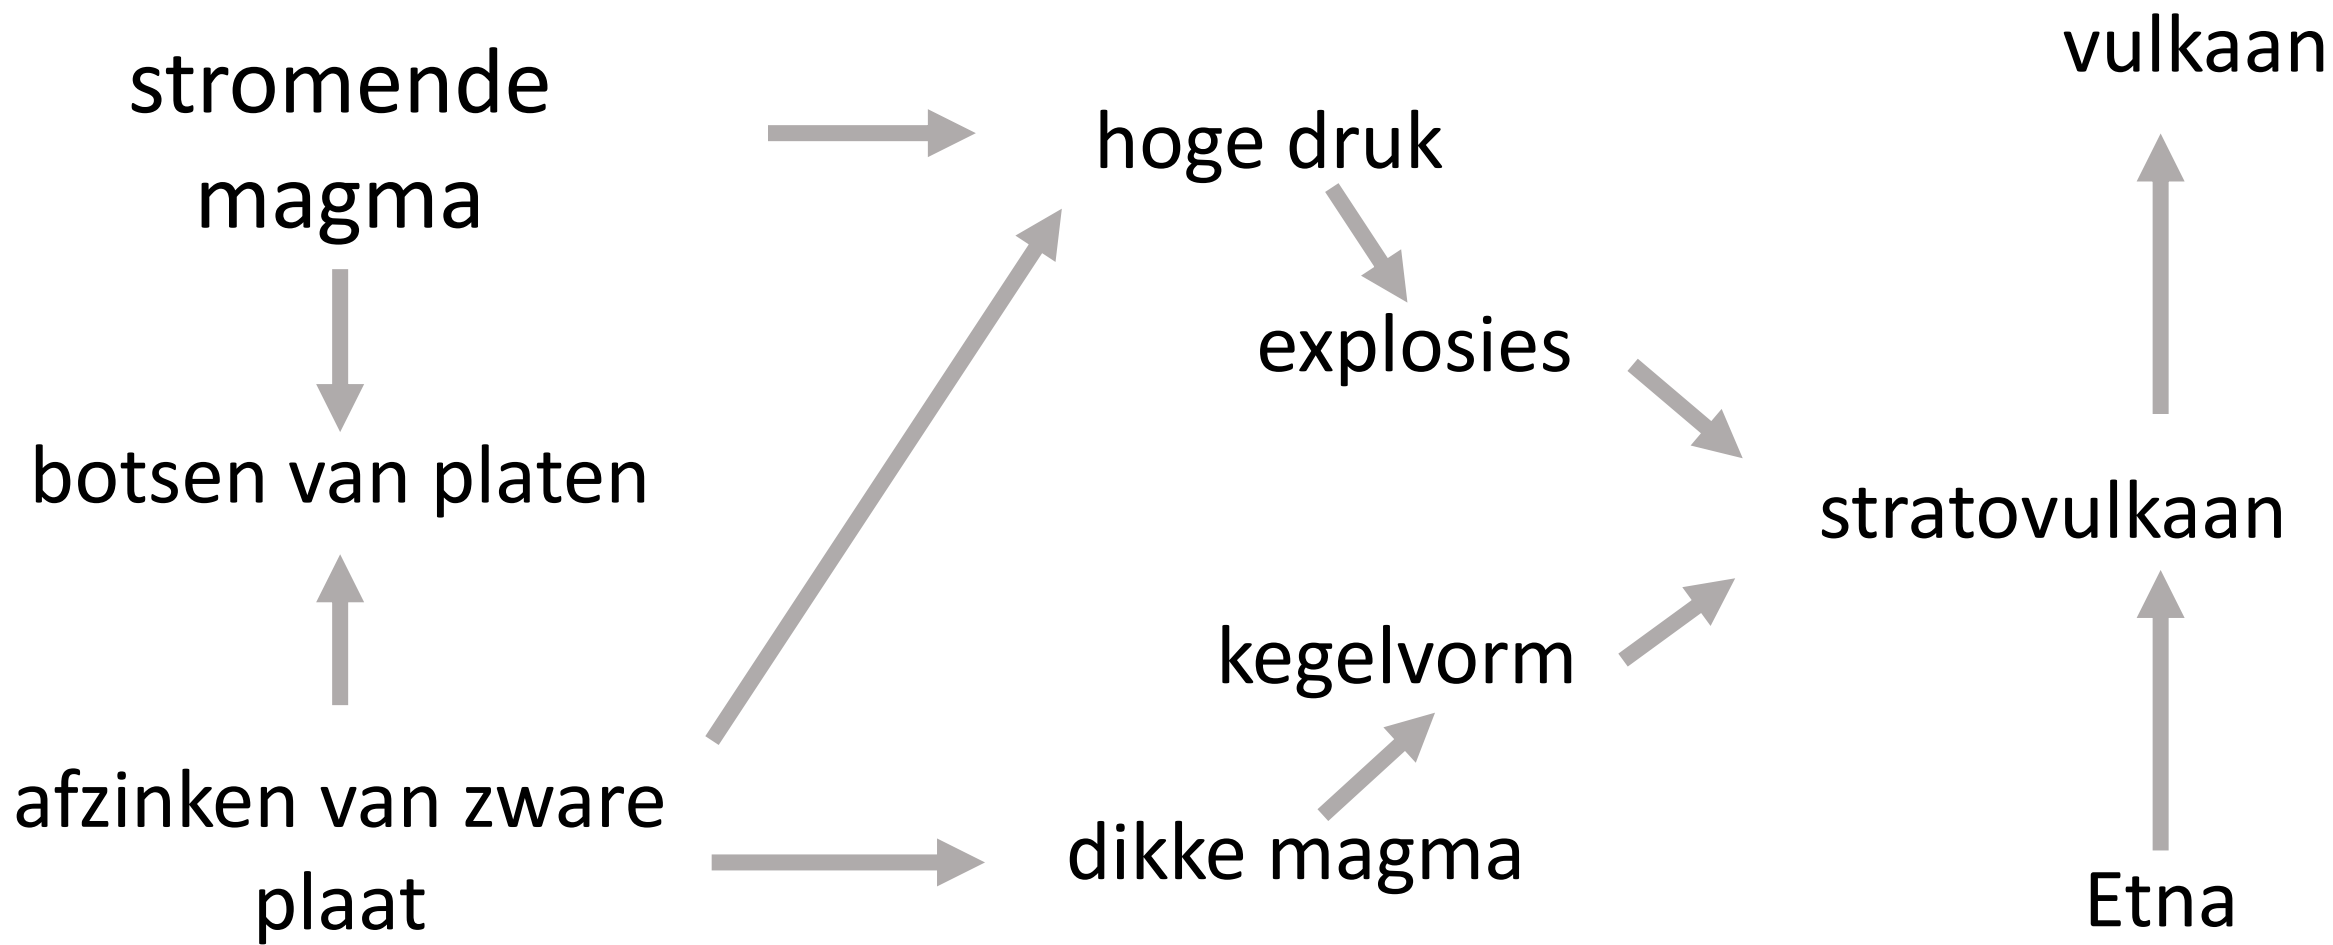 stromende
magma
botsen van platen
afzinken van zware
plaat
hoge druk
explosies
kegelvorm
dikke magma
vulkaan
stratovulkaan
Etna